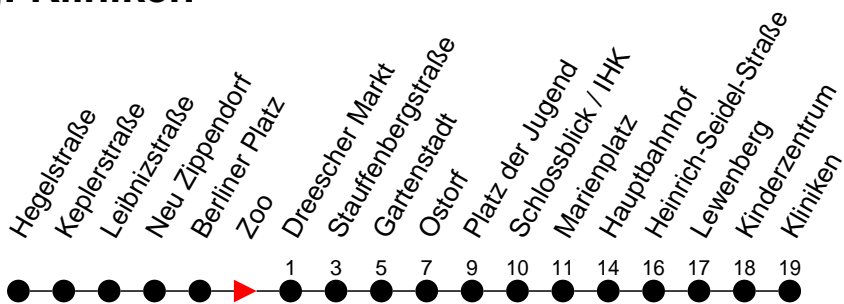 Kliniken
Hegelstraße
Keplerstraße
Leibnizstraße
Neu Zippendorf
Berliner Platz
Zoo
Dreescher Markt
Stauffenbergstraße
Gartenstadt
Ostorf
Platz der Jugend
Schlossblick / IHK
Marienplatz
Hauptbahnhof
Heinrich-Seidel-Straße
Lewenberg
Kinderzentrum
Kliniken
1 3 5 7 9 10 11 14 16 17 18 19